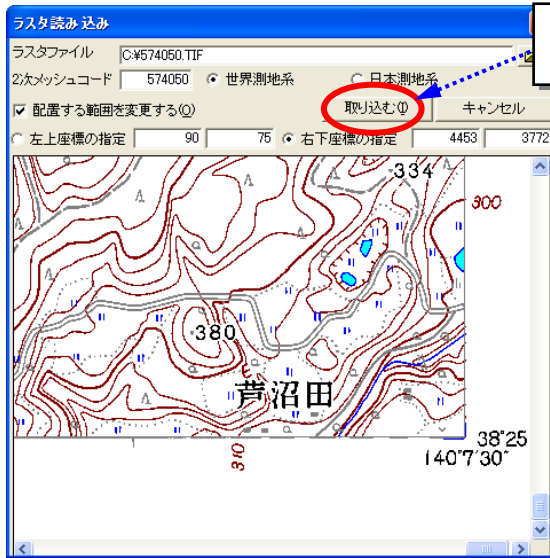 ラスタ読み込み
ラスタファイル C:¥574050.TIF
2次メッシュコード 574050 世界測地系 日本測地系
配置する範囲を変更する(O) 取り込む(I) キャンセル
左上座標の指定 90 75 右下座標の指定 4453 3772
334
300
380
芦沼田
310
38°25
140°7′30″